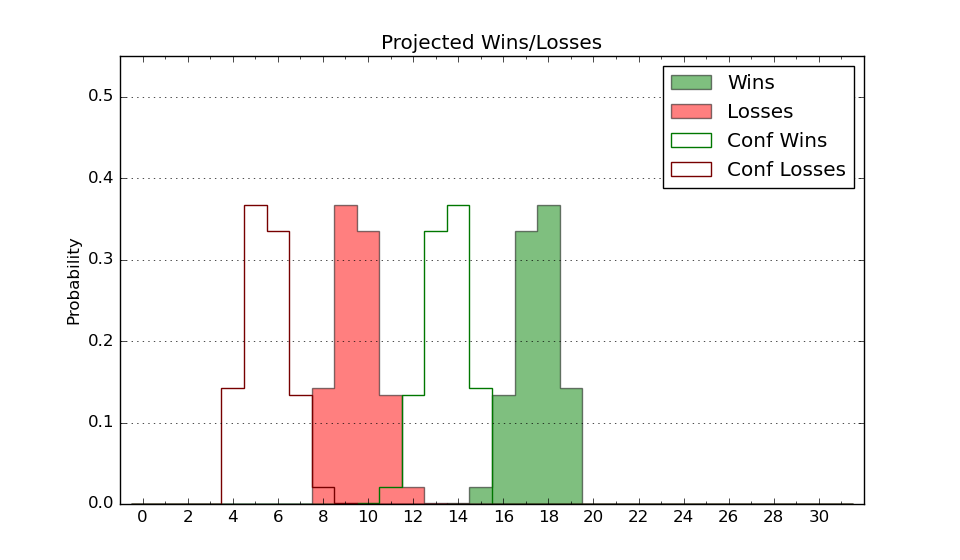 Projected Wins/Losses
Wins
Losses
Conf Wins
Conf Losses
Probability
0.5
0.4
0.3
0.2
0.1
0.0
0 2 4 6 8 10 12 14 16 18 20 22 24 26 28 30